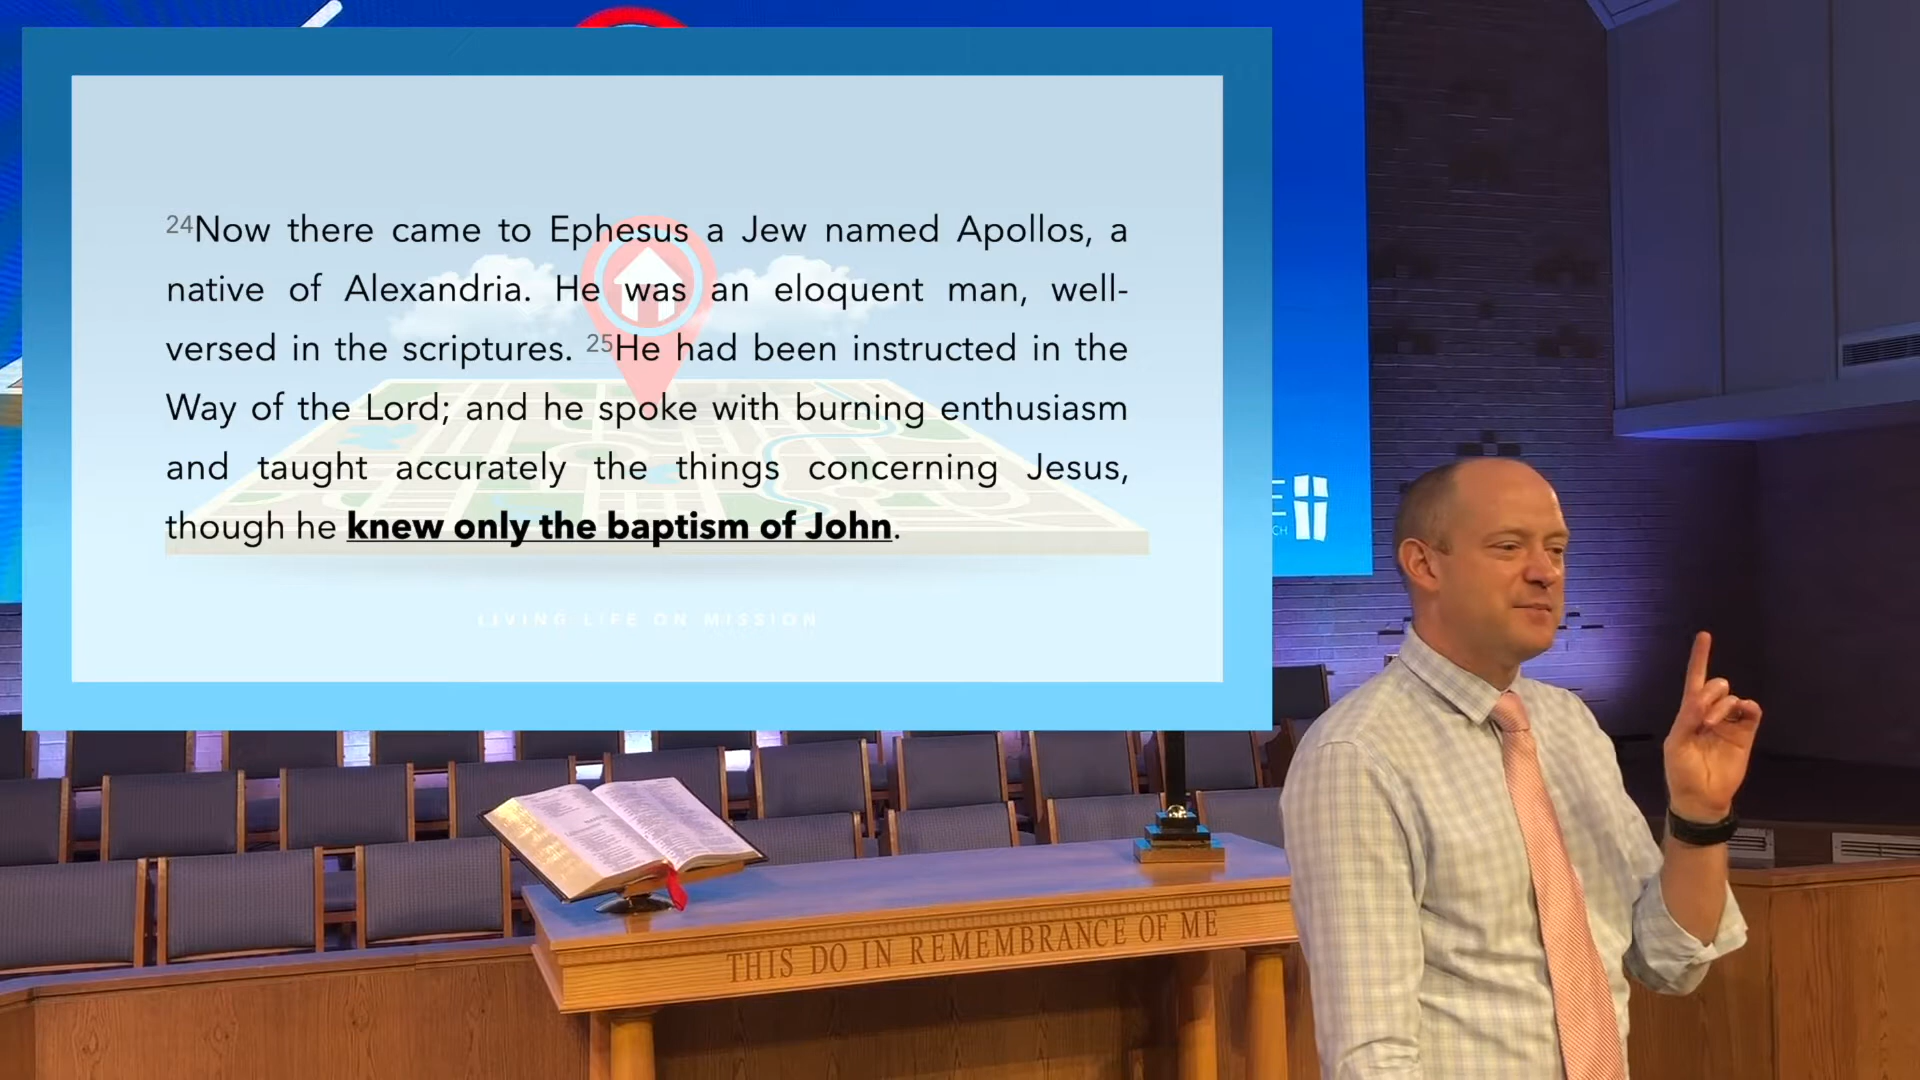 24Now there came to Ephesus a Jew named Apollos, a
native of Alexandria. He was an eloquent man, well-
versed in the scriptures. 25He had been instructed in the
Way of the Lord; and he spoke with burning enthusiasm
and taught accurately the things concerning Jesus,
though he knew only the baptism of John.
LIVING LIFE ON MISSION
E
CH
THIS DO IN REMEMBRANCE OF ME